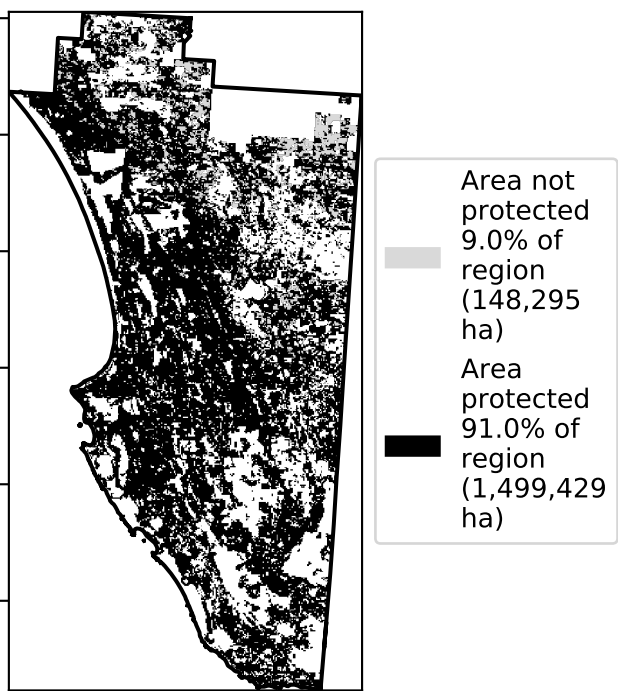 Area not
protected
9.0% of
region
(148,295
ha)
Area
protected
91.0% of
region
(1,499,429
ha)